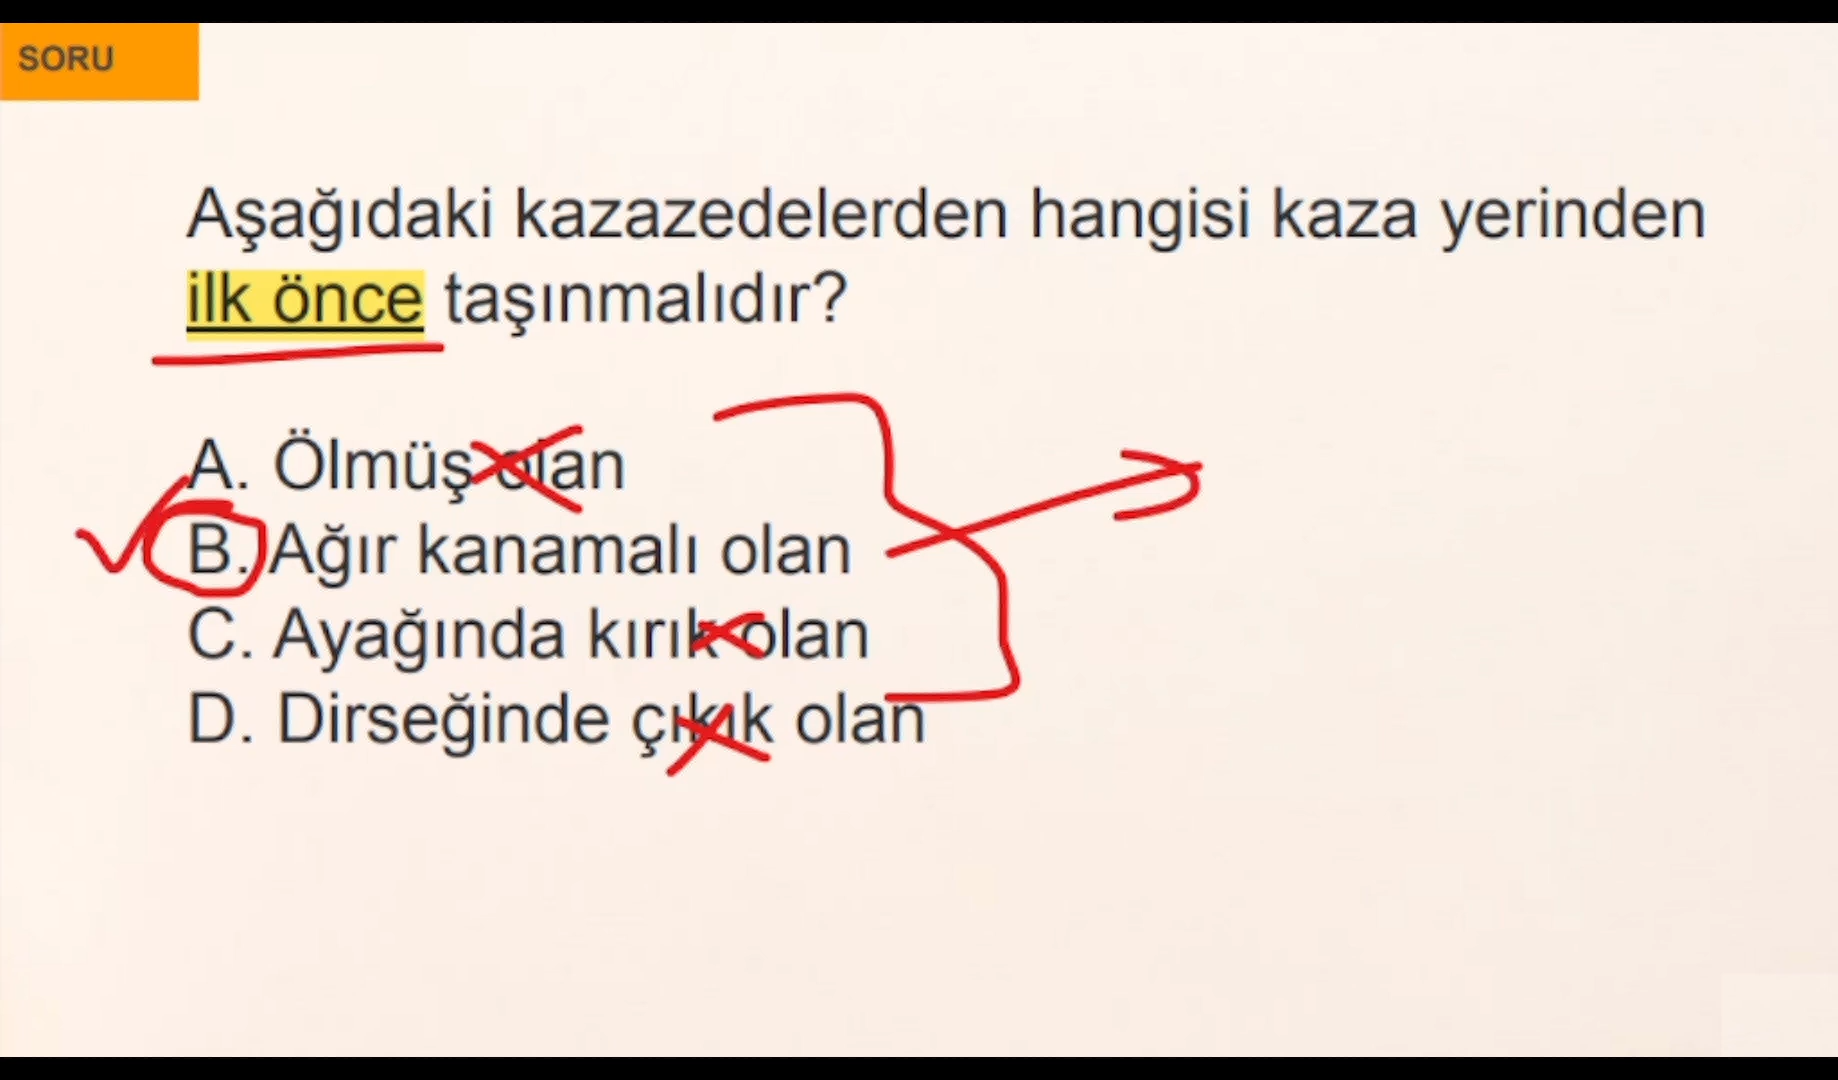 SORU
Aşağıdaki kazazedelerden hangisi kaza yerinden
ilk önce taşınmalıdır?
A. Ölmüş olan
B. Ağır kanamalı olan
C. Ayağında kırık olan
D. Dirseğinde çıkık olan